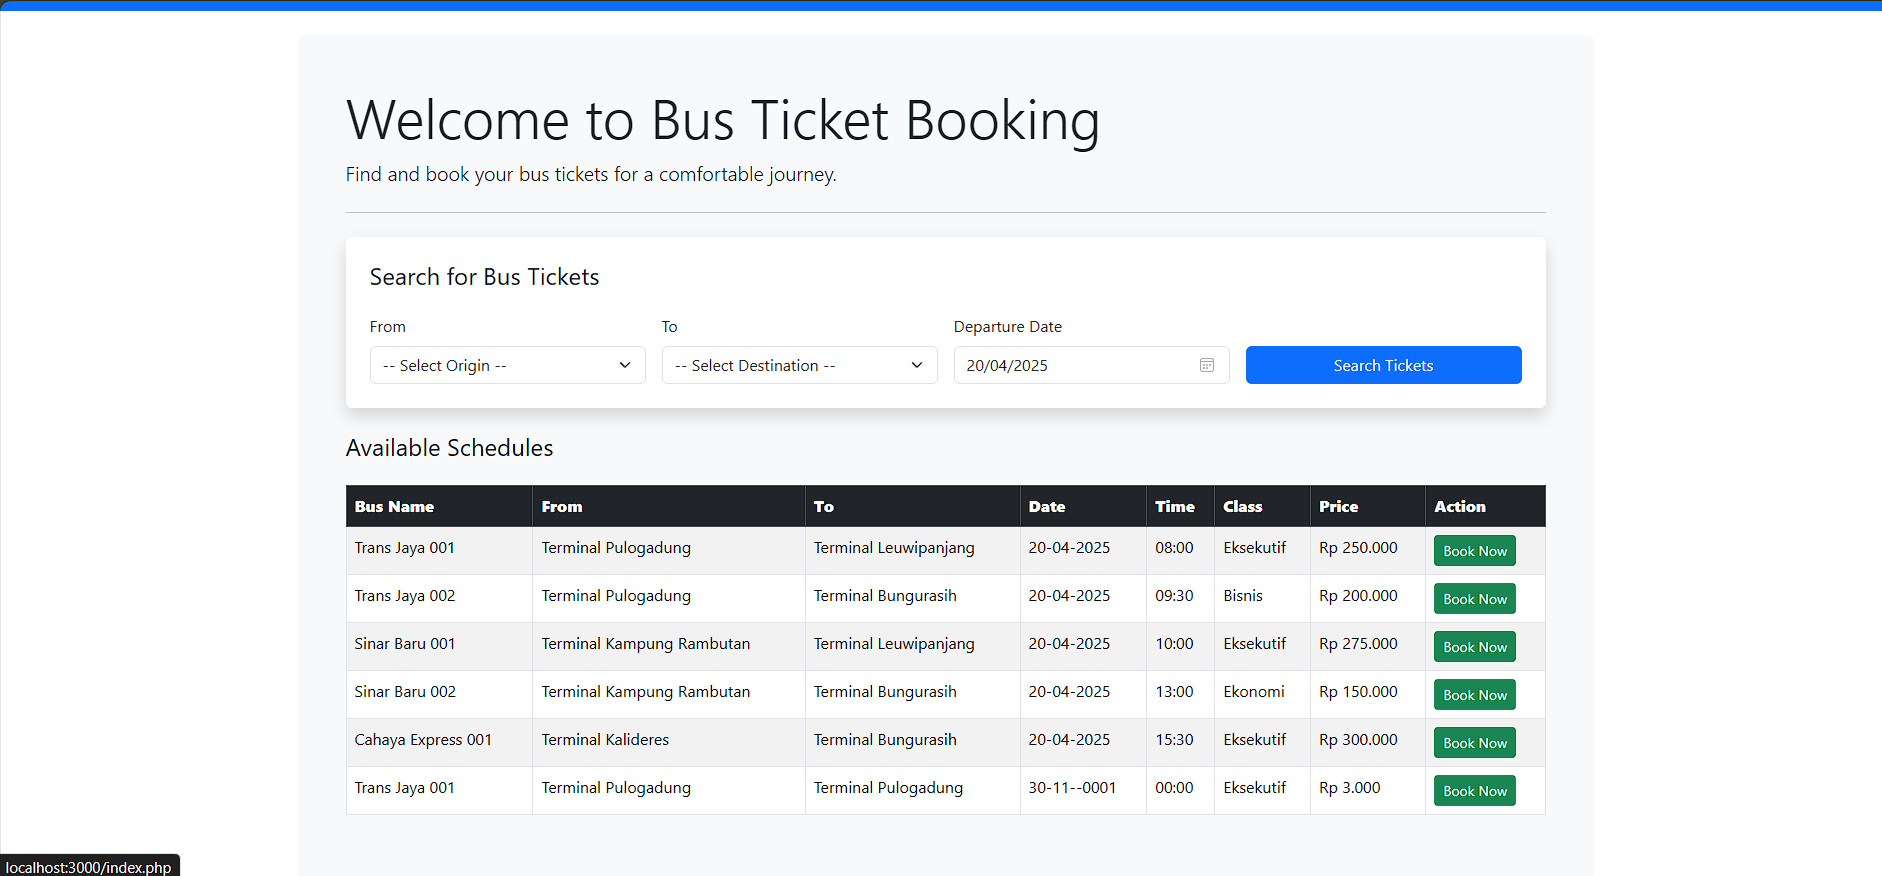 Welcome to Bus Ticket Booking
Find and book your bus tickets for a comfortable journey.
Search for Bus Tickets
From To Departure Date
-- Select Origin -- -- Select Destination -- 20/04/2025 Search Tickets
Available Schedules
Bus Name From To Date Time Class Price Action
Trans Jaya 001 Terminal Pulogadung Terminal Leuwipanjang 20-04-2025 08:00 Eksekutif Rp 250.000 Book Now
Trans Jaya 002 Terminal Pulogadung Terminal Bungurasih 20-04-2025 09:30 Bisnis Rp 200.000 Book Now
Sinar Baru 001 Terminal Kampung Rambutan Terminal Leuwipanjang 20-04-2025 10:00 Eksekutif Rp 275.000 Book Now
Sinar Baru 002 Terminal Kampung Rambutan Terminal Bungurasih 20-04-2025 13:00 Ekonomi Rp 150.000 Book Now
Cahaya Express 001 Terminal Kalideres Terminal Bungurasih 20-04-2025 15:30 Eksekutif Rp 300.000 Book Now
Trans Jaya 001 Terminal Pulogadung Terminal Pulogadung 30-11--0001 00:00 Eksekutif Rp 3.000 Book Now
localhost:3000/index.php